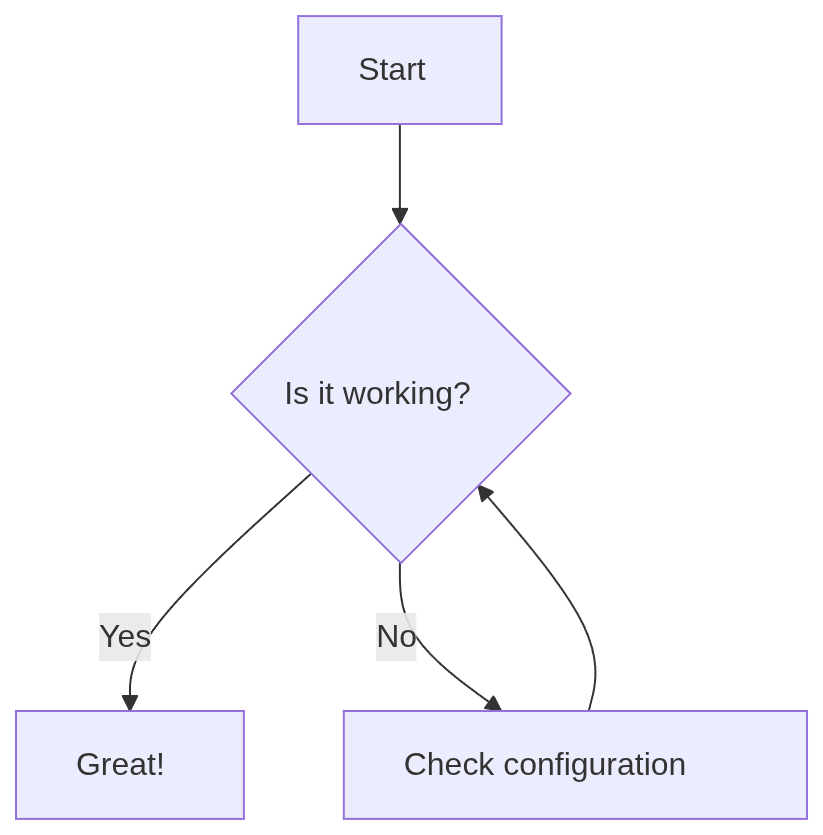 Start
Is it working?
Yes
No
Great!
Check configuration